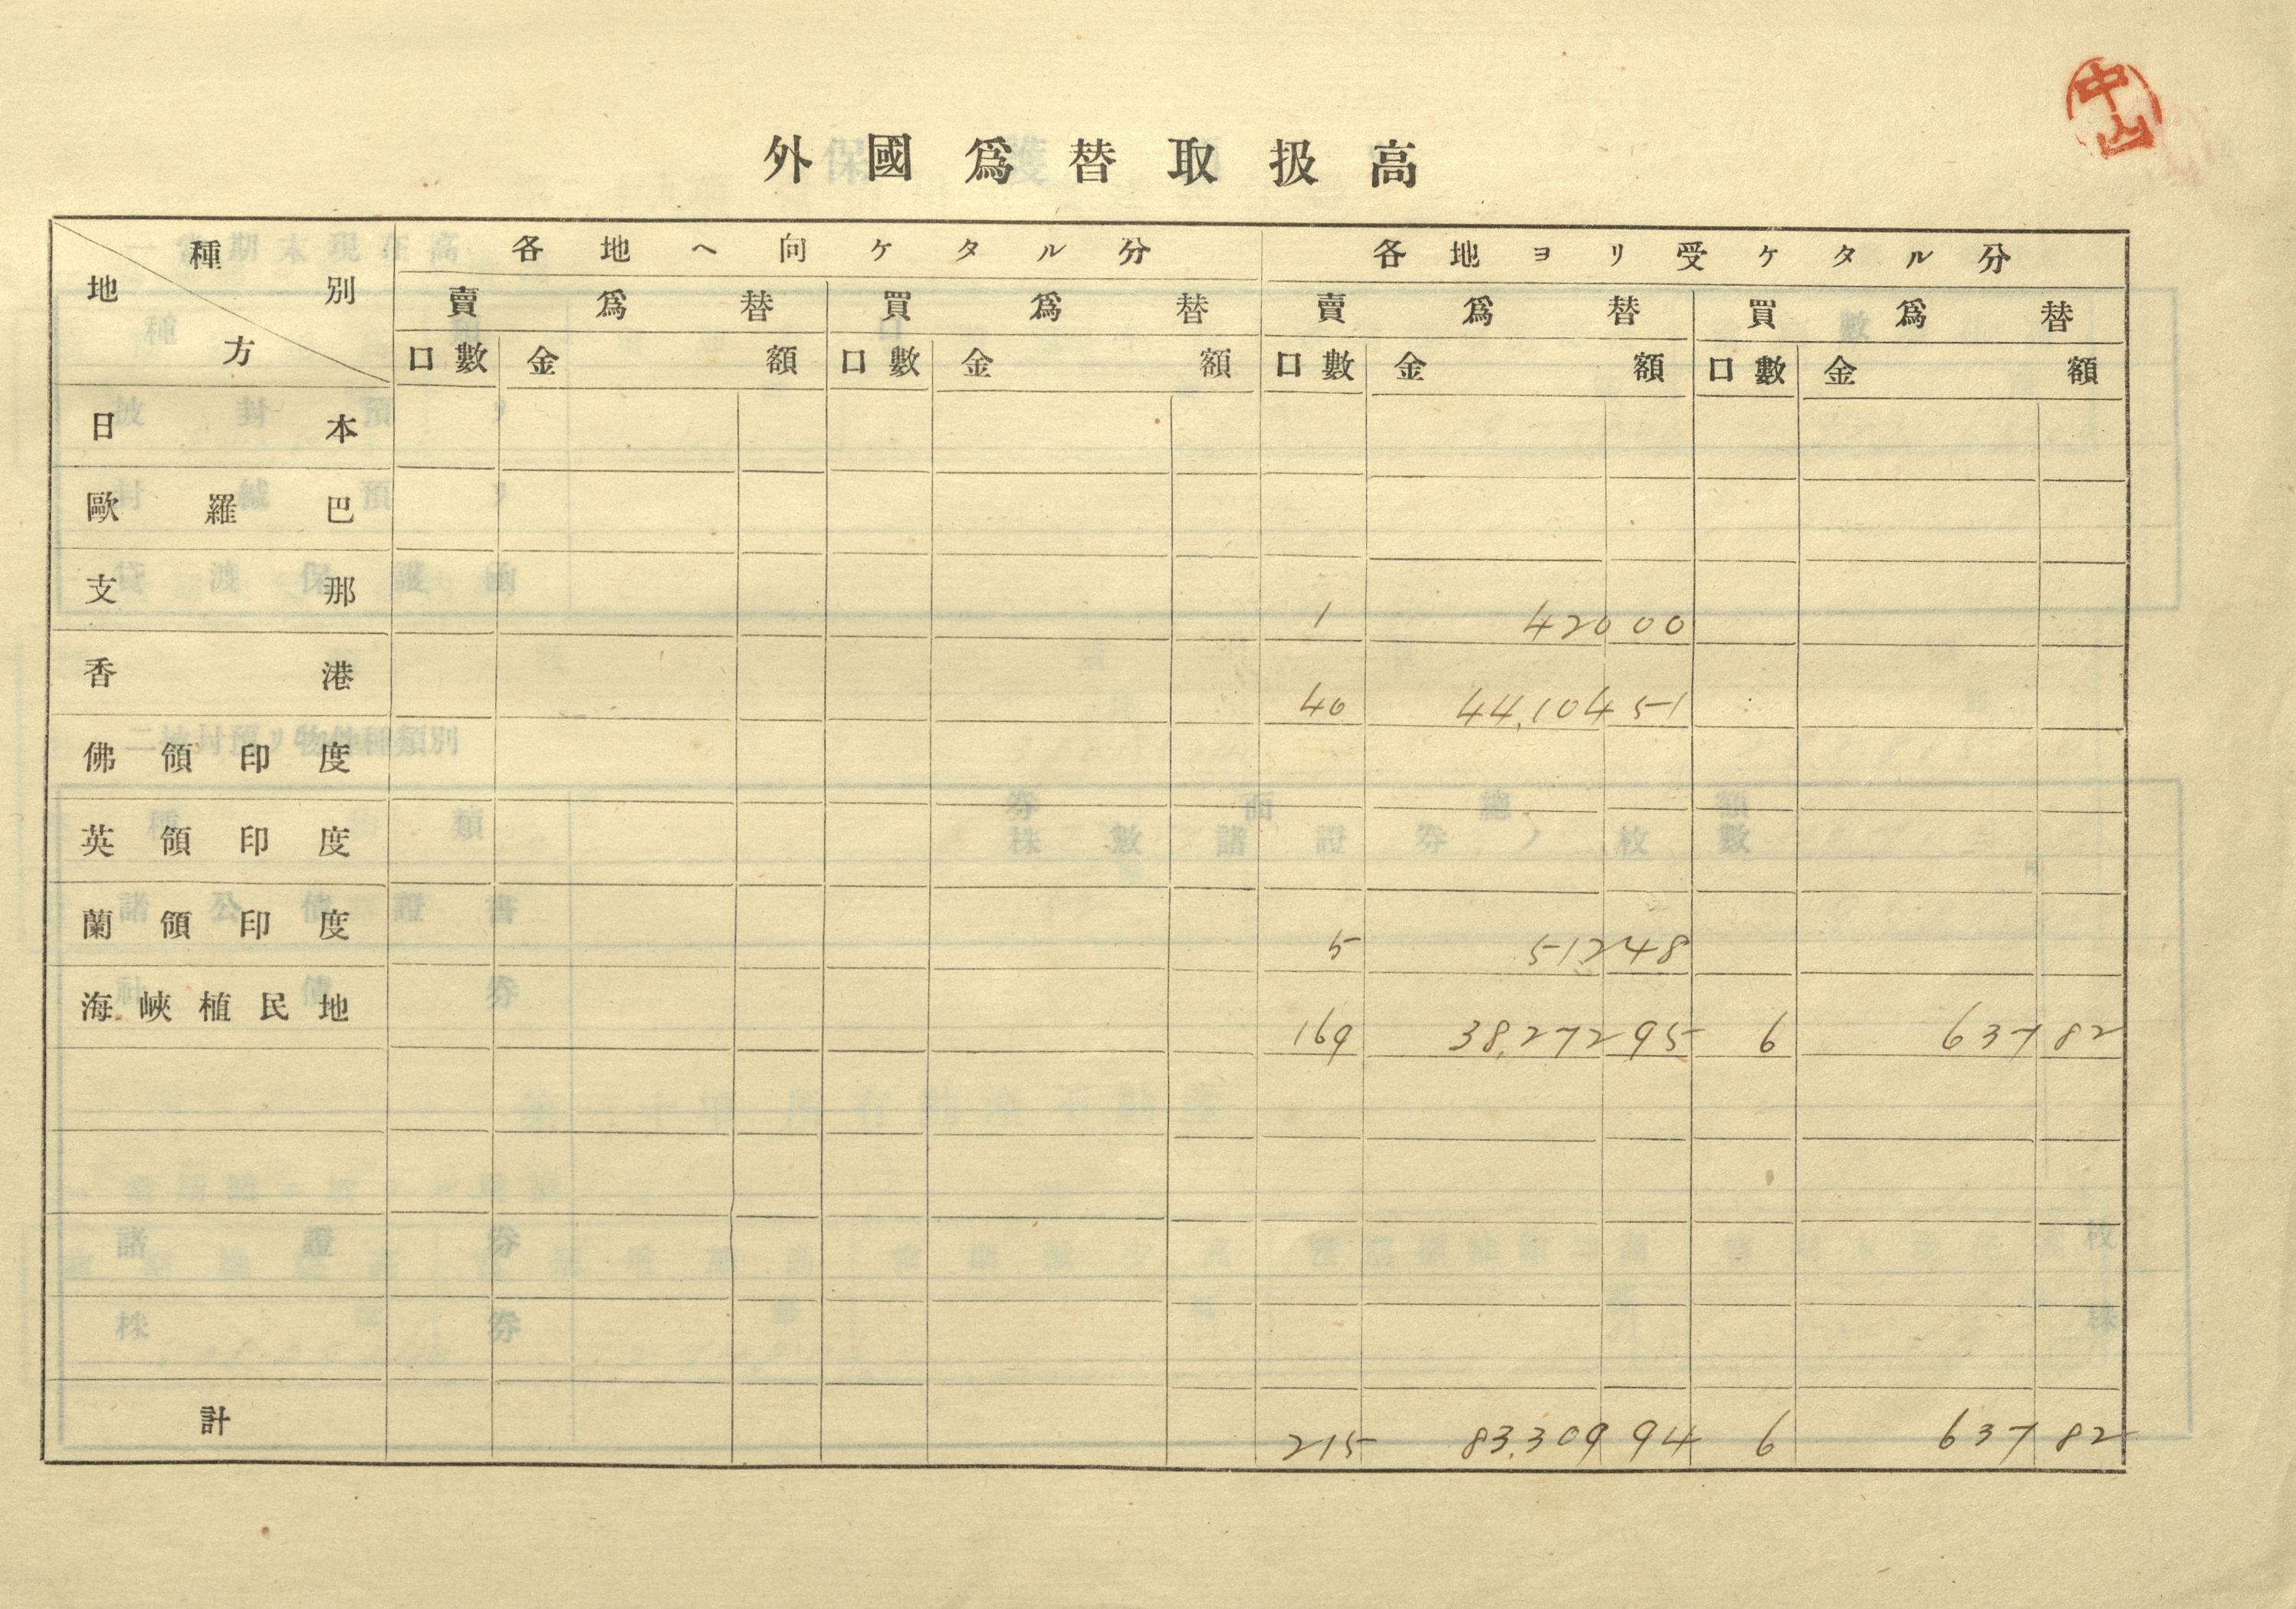 中山
外國爲替取扱高
種別 地方 各地ヘ向ケタル分 各地ヨリ受ケタル分
賣爲替 買爲替 賣爲替 買爲替
口數 金額 口數 金額 口數 金額 口數 金額
日本
歐羅巴
支那 1 420 00
香港 40 44,104 51
佛領印度
英領印度
蘭領印度 5 512 48
海峽植民地 169 38,272 95 6 637 82
計 215 83,309 94 6 637 82